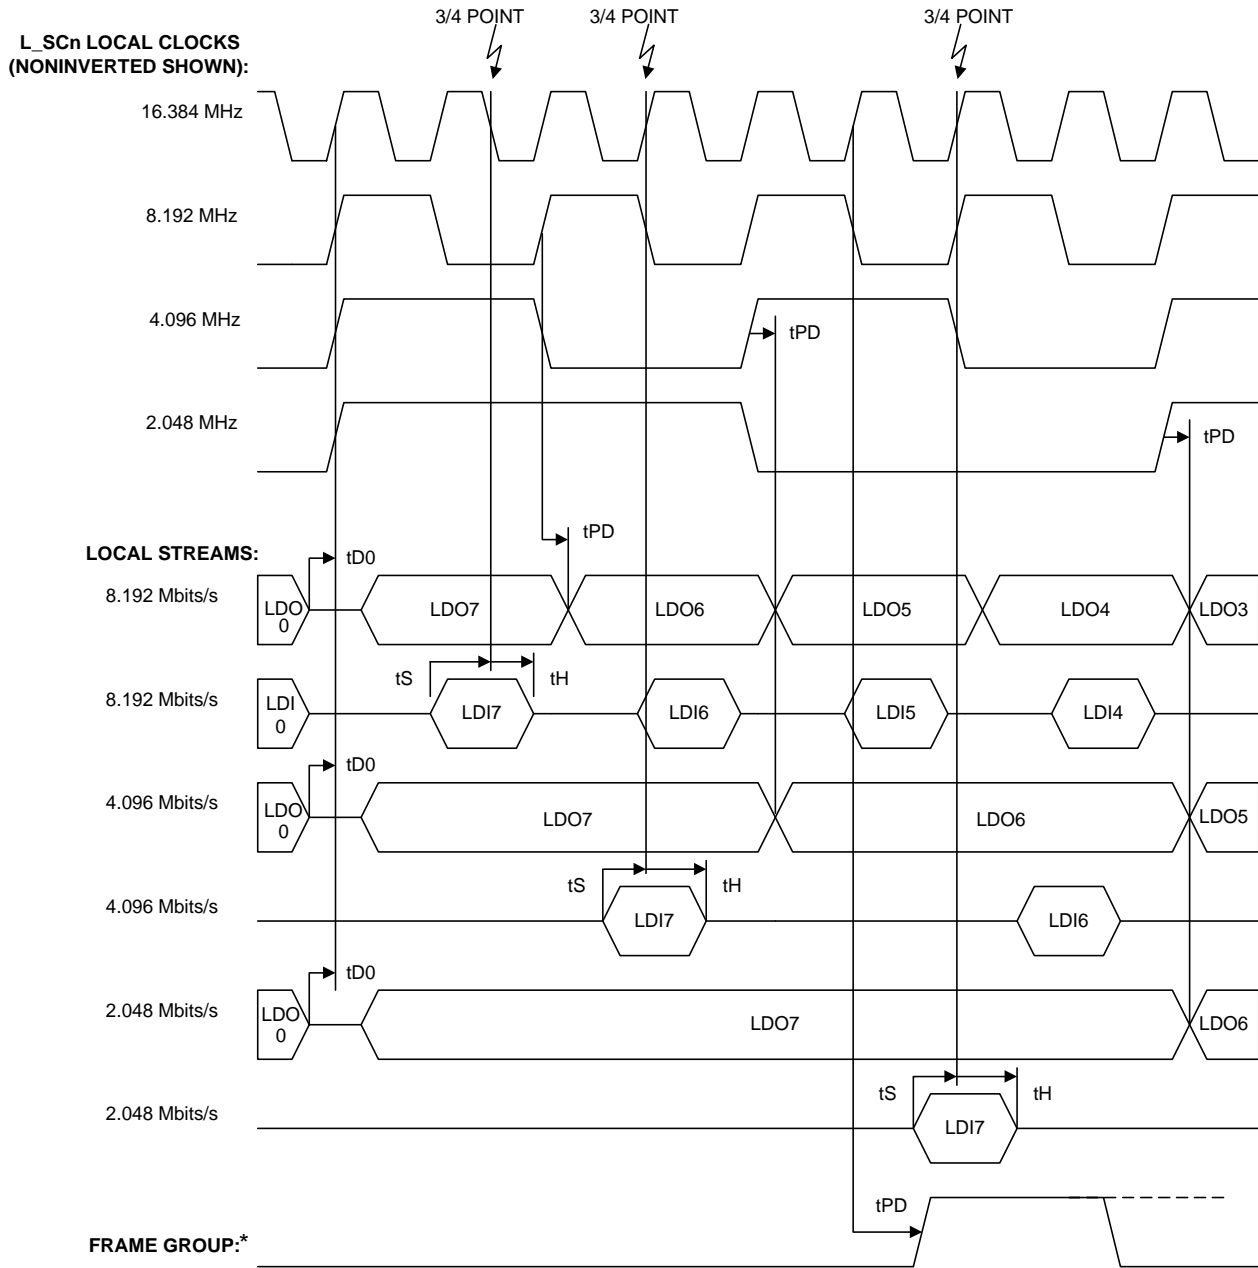 3/4 POINT 3/4 POINT 3/4 POINT
L_SCn LOCAL CLOCKS
(NONINVERTED SHOWN):
16.384 MHz
8.192 MHz
4.096 MHz
tPD
2.048 MHz
tPD
tPD
LOCAL STREAMS:
tD0
8.192 Mbits/s
LDO
0
LDO7 LDO6 LDO5 LDO4 LDO3
tS tH
8.192 Mbits/s
LDI
0
LDI7 LDI6 LDI5 LDI4
tD0
4.096 Mbits/s
LDO
0
LDO7 LDO6 LDO5
tS tH
4.096 Mbits/s
LDI7 LDI6
tD0
2.048 Mbits/s
LDO
0
LDO7 LDO6
tS tH
2.048 Mbits/s
LDI7
tPD
FRAME GROUP:*